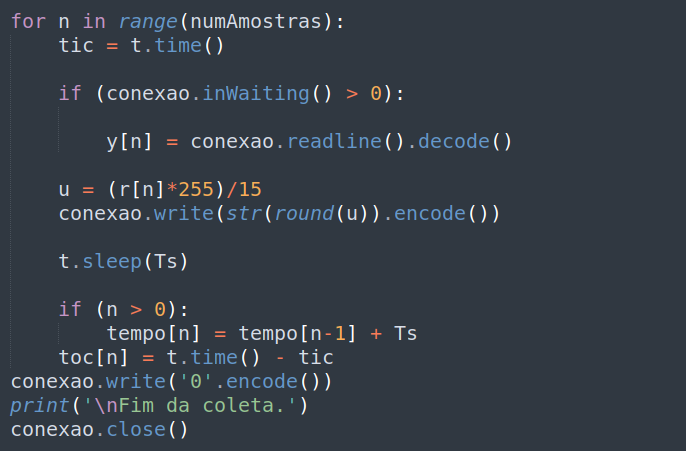 for n in range(numAmostras):
    tic = t.time()
    if (conexao.inWaiting() > 0):
        y[n] = conexao.readline().decode()
    u = (r[n]*255)/15
    conexao.write(str(round(u)).encode())
    t.sleep(Ts)
    if (n > 0):
        tempo[n] = tempo[n-1] + Ts
    toc[n] = t.time() - tic
conexao.write('0'.encode())
print('\nFim da coleta.')
conexao.close()